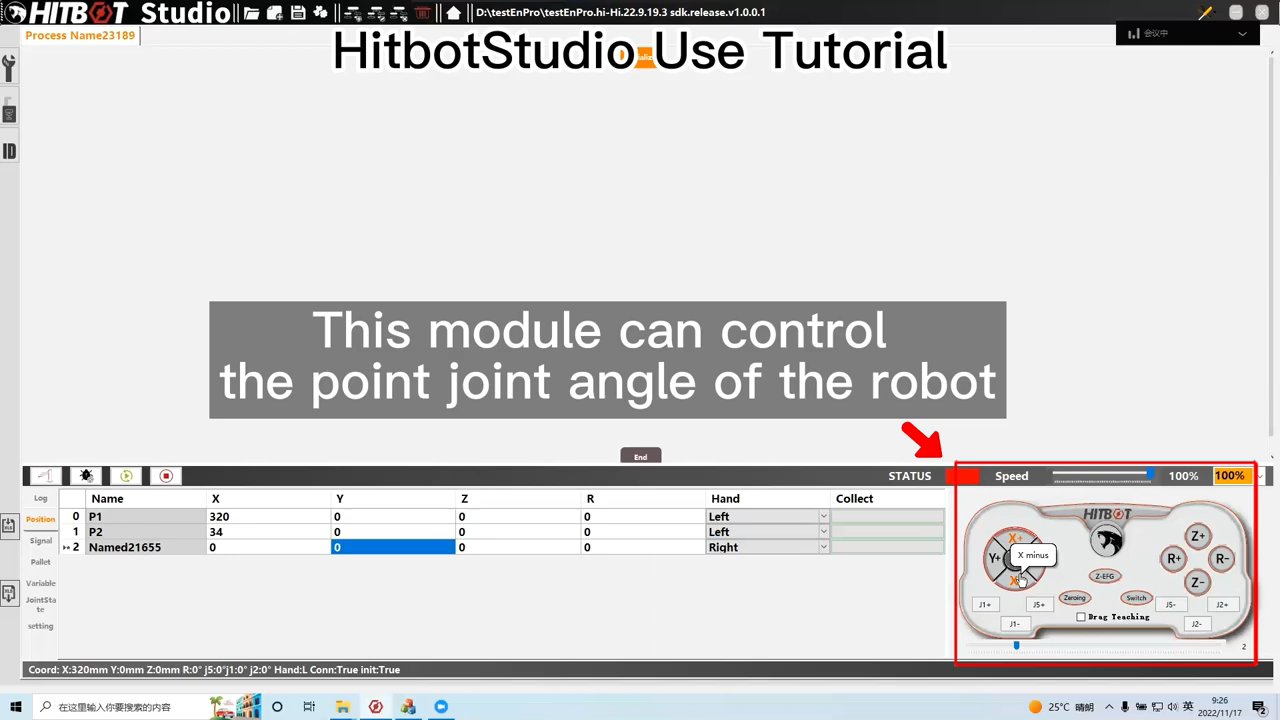 HITBOT Studio
D:\testEnPro\testEnPro.hi-Hi.22.9.19.3 sdk.release.v1.0.0.1
Process Name23189
会议中
HitbotStudio Use Tutorial
ID
This module can control
the point joint angle of the robot
End
STATUS Speed 100% 100%
Log
Position
Signal
Pallet
Variable
JointSta
te
setting
Name X Y Z R Hand Collect
0 P1 320 0 0 0 Left
1 P2 34 0 0 0 Left
2 Named21655 0 0 0 0 Right
HITBOT
X+
Y+
X minus
Z+
R+ R-
Z-
Z-EFG
Zeroing Switch
J1+ J5+ J5- J2+
Drag Teaching
J1- J2-
2
Coord: X:320mm Y:0mm Z:0mm R:0° j5:0°j1:0° j2:0° Hand:L Conn:True init:True
在这里输入你要搜索的内容
25°C 晴朗
英
9:26
2022/11/17
2